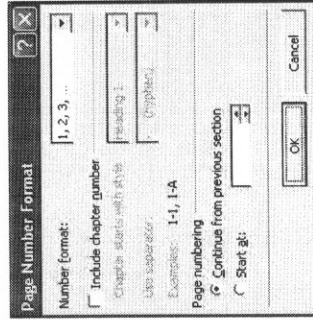 Page Number Format
Number format: 1, 2, 3, ...
Include chapter number
Chapter starts with style Heading 1
Use separator: - (hyphen)
Examples: 1-1, 1-A
Page numbering
Continue from previous section
Start at:
OK Cancel